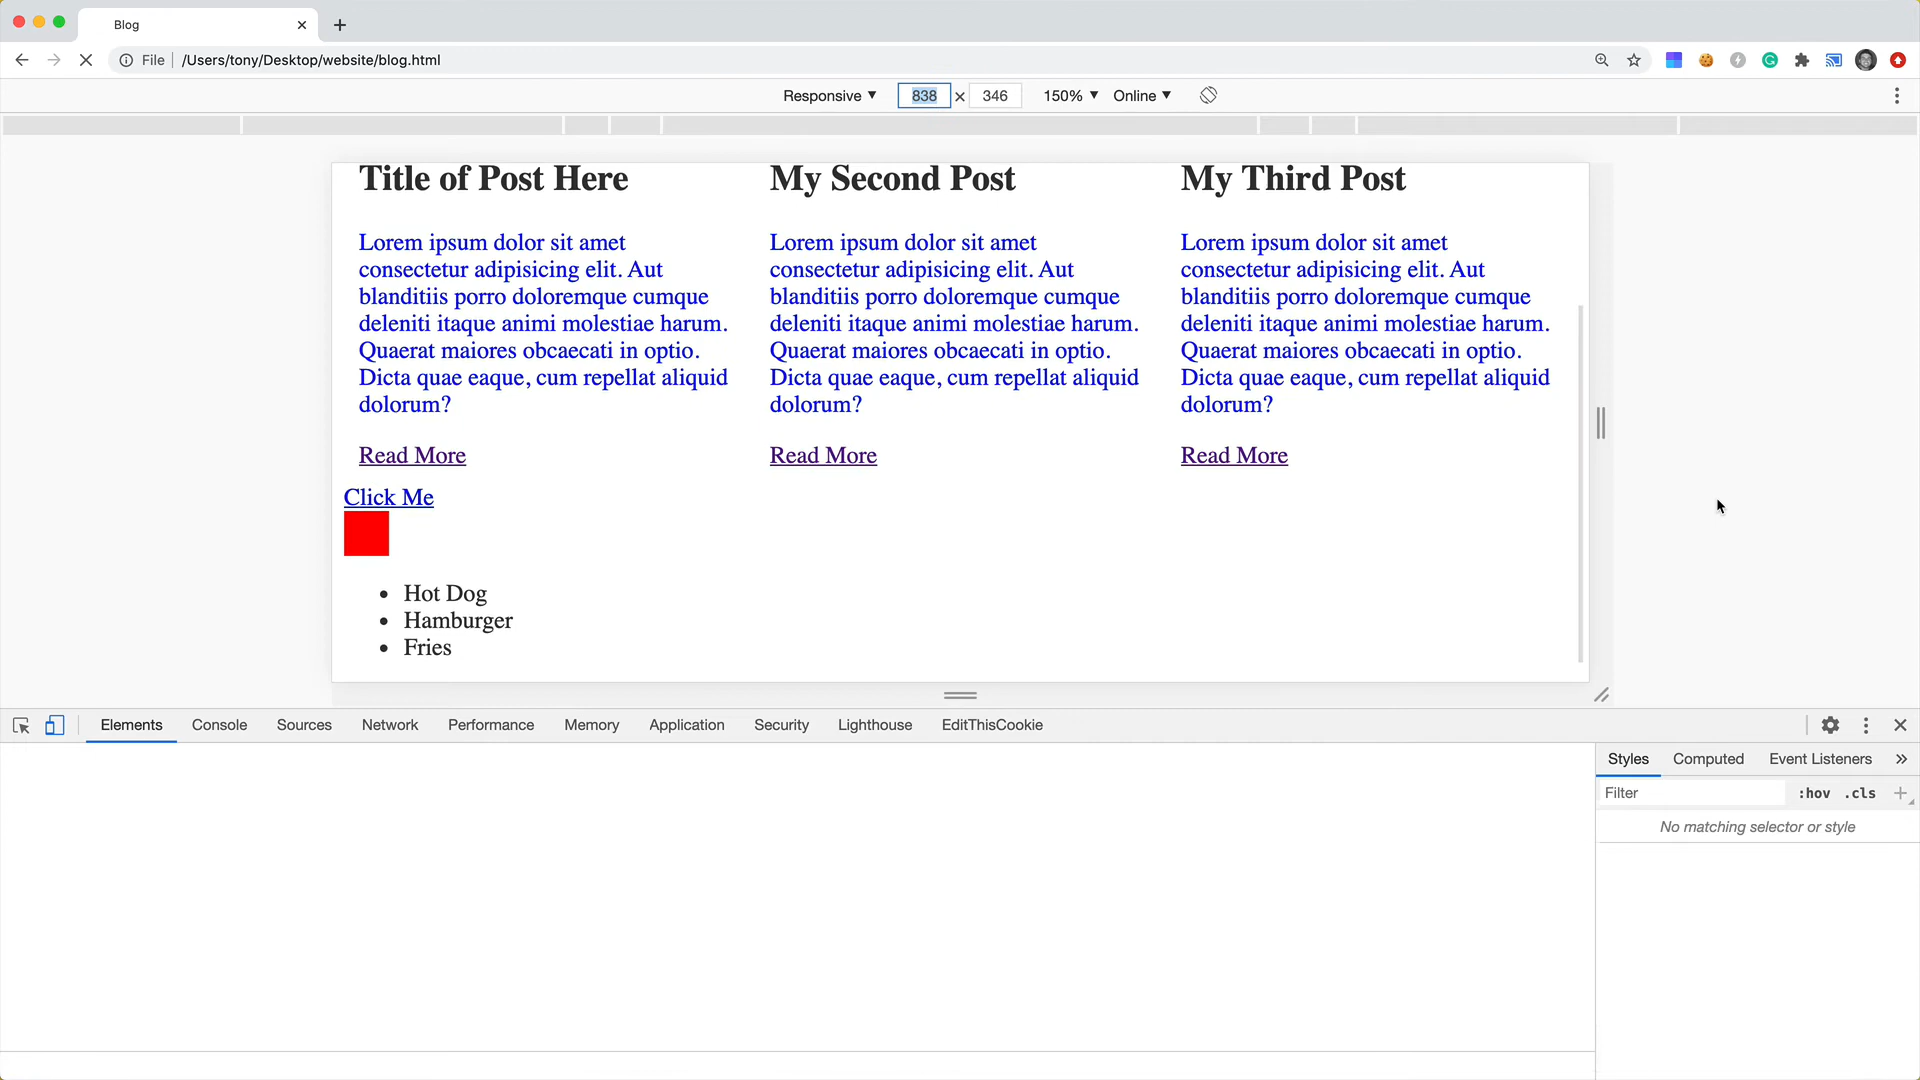 Blog
File
/Users/tony/Desktop/website/blog.html
Responsive ▼ 838 × 346 150% ▼ Online ▼
Title of Post Here
Lorem ipsum dolor sit amet
consectetur adipisicing elit. Aut
blanditiis porro doloremque cumque
deleniti itaque animi molestiae harum.
Quaerat maiores obcaecati in optio.
Dicta quae eaque, cum repellat aliquid
dolorum?
Read More
My Second Post
Lorem ipsum dolor sit amet
consectetur adipisicing elit. Aut
blanditiis porro doloremque cumque
deleniti itaque animi molestiae harum.
Quaerat maiores obcaecati in optio.
Dicta quae eaque, cum repellat aliquid
dolorum?
Read More
My Third Post
Lorem ipsum dolor sit amet
consectetur adipisicing elit. Aut
blanditiis porro doloremque cumque
deleniti itaque animi molestiae harum.
Quaerat maiores obcaecati in optio.
Dicta quae eaque, cum repellat aliquid
dolorum?
Read More
Click Me
• Hot Dog
• Hamburger
• Fries
Elements Console Sources Network Performance Memory Application Security Lighthouse EditThisCookie
Styles Computed Event Listeners »
Filter :hov .cls +
No matching selector or style